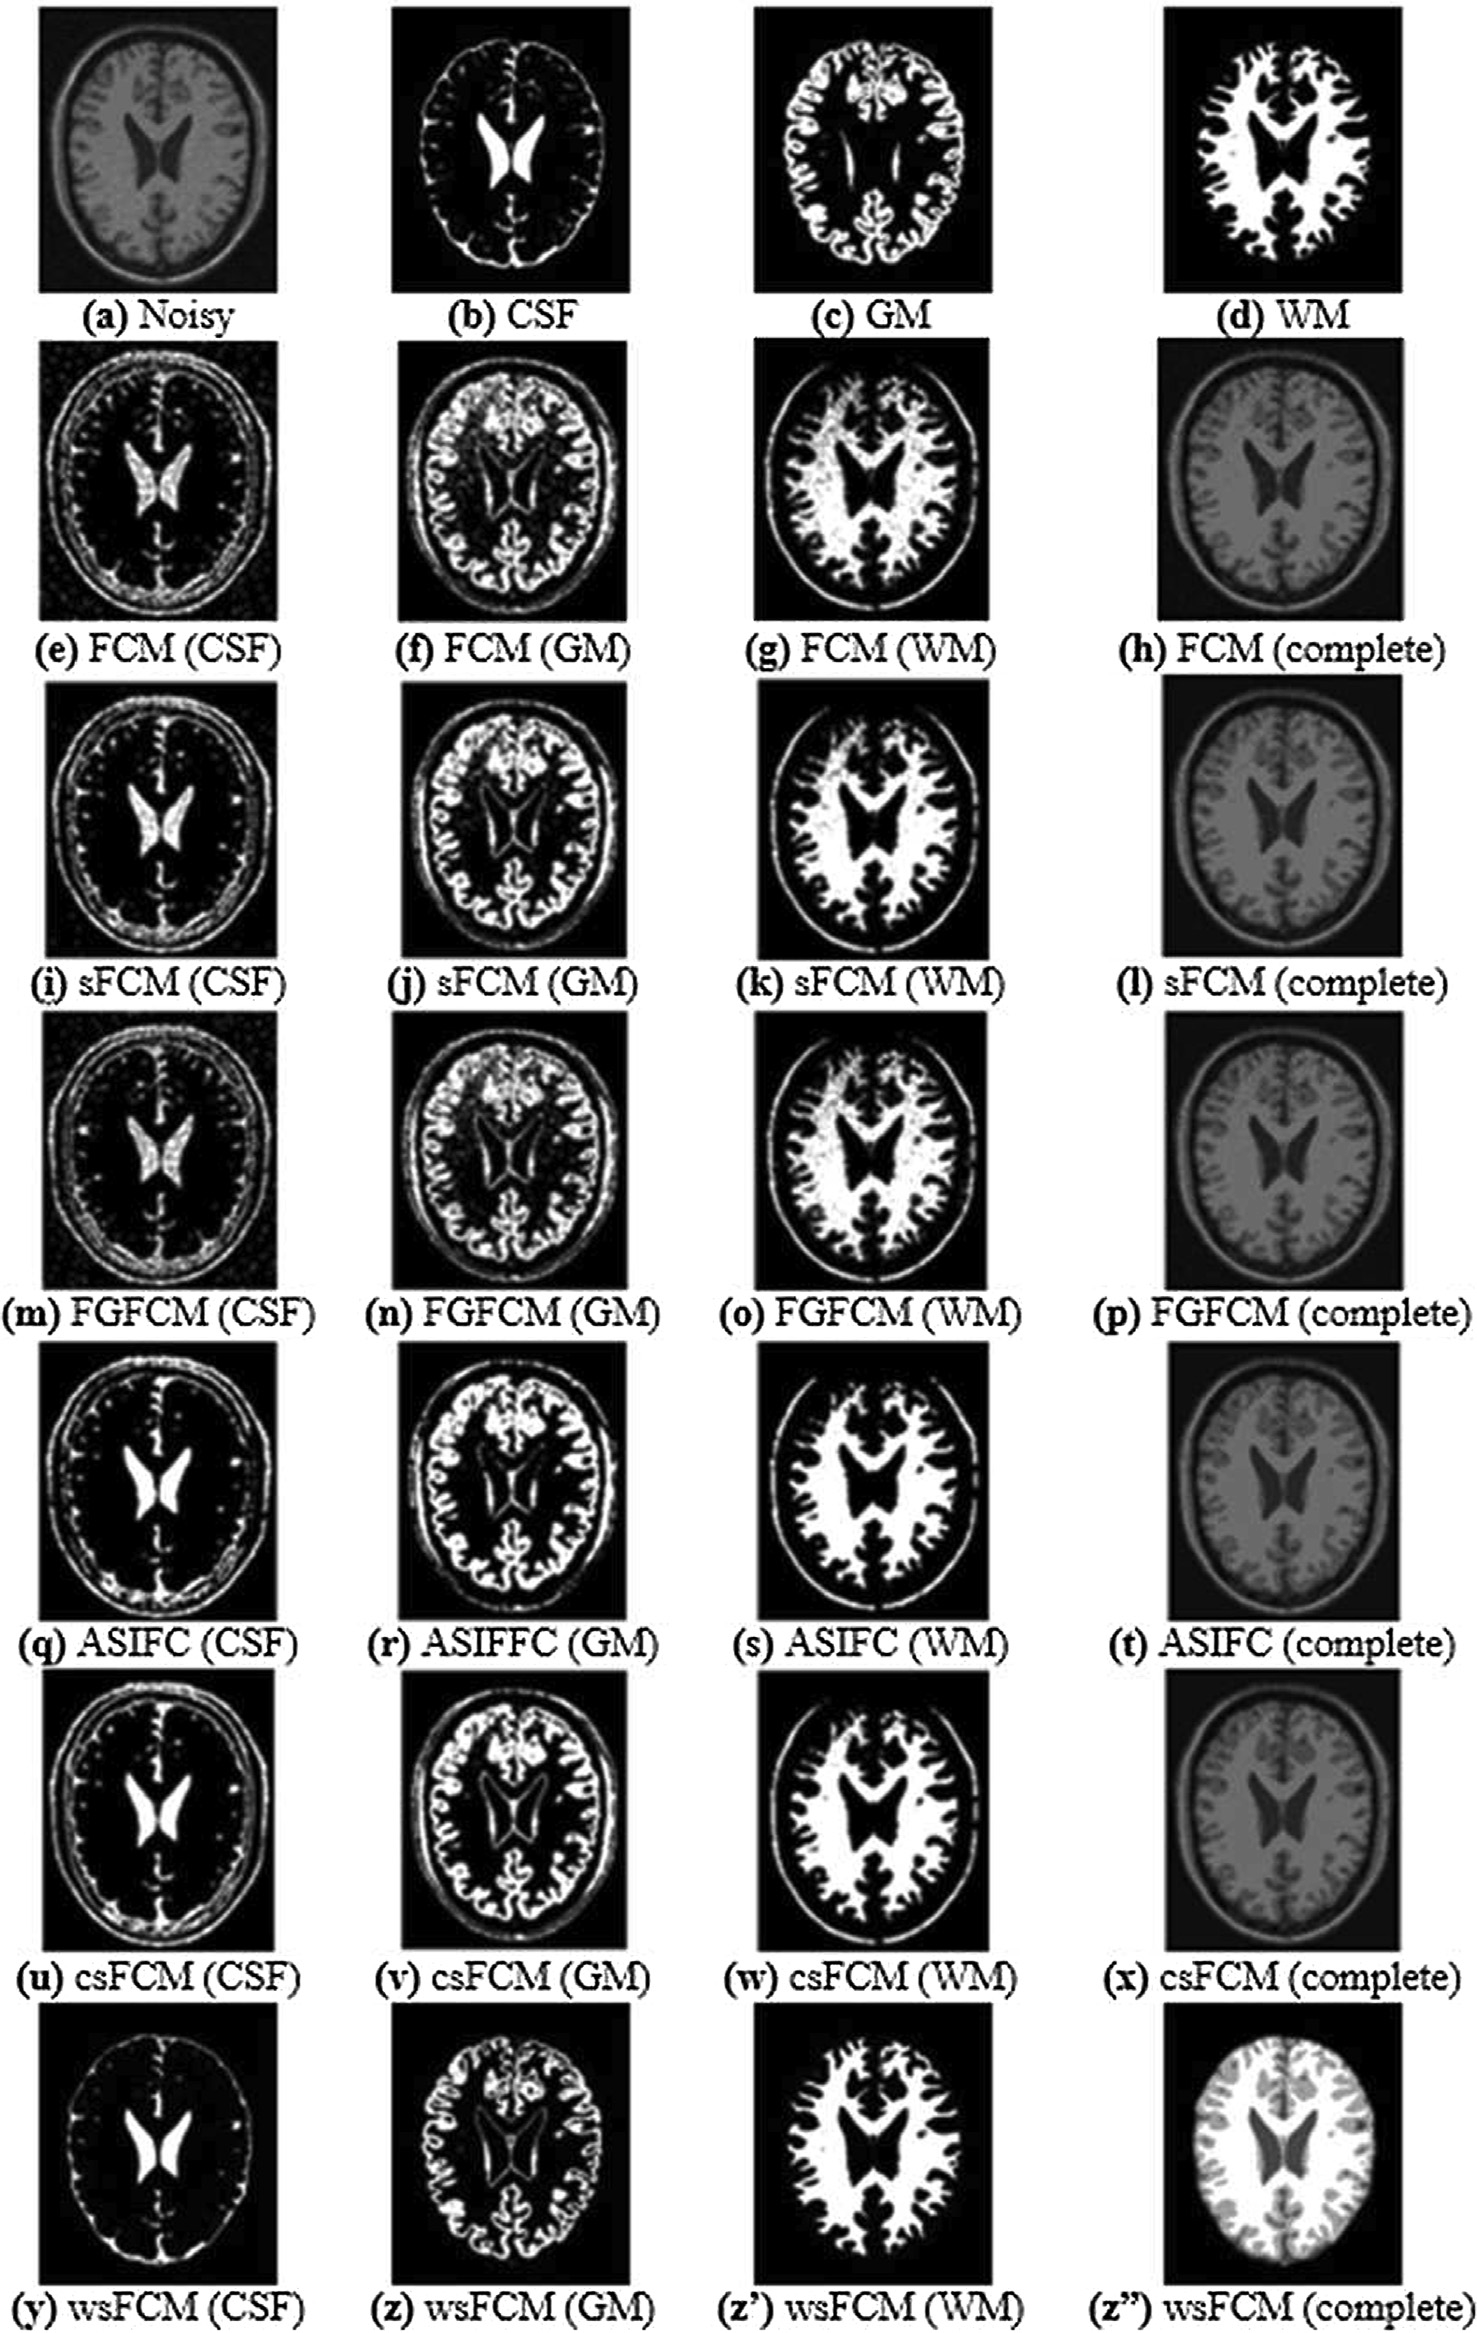 (a) Noisy
(b) CSF
(c) GM
(d) WM
(e) FCM (CSF)
(f) FCM (GM)
(g) FCM (WM)
(h) FCM (complete)
(i) sFCM (CSF)
(j) sFCM (GM)
(k) sFCM (WM)
(l) sFCM (complete)
(m) FGFCM (CSF)
(n) FGFCM (GM)
(o) FGFCM (WM)
(p) FGFCM (complete)
(q) ASIFC (CSF)
(r) ASIFFC (GM)
(s) ASIFC (WM)
(t) ASIFC (complete)
(u) csFCM (CSF)
(v) csFCM (GM)
(w) csFCM (WM)
(x) csFCM (complete)
(y) wsFCM (CSF)
(z) wsFCM (GM)
(z’) wsFCM (WM)
(z”) wsFCM (complete)